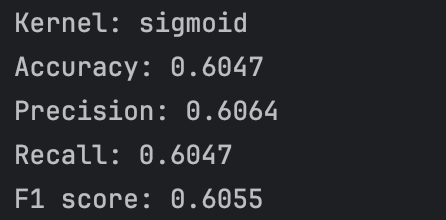 Kernel: sigmoid
Accuracy: 0.6047
Precision: 0.6064
Recall: 0.6047
F1 score: 0.6055